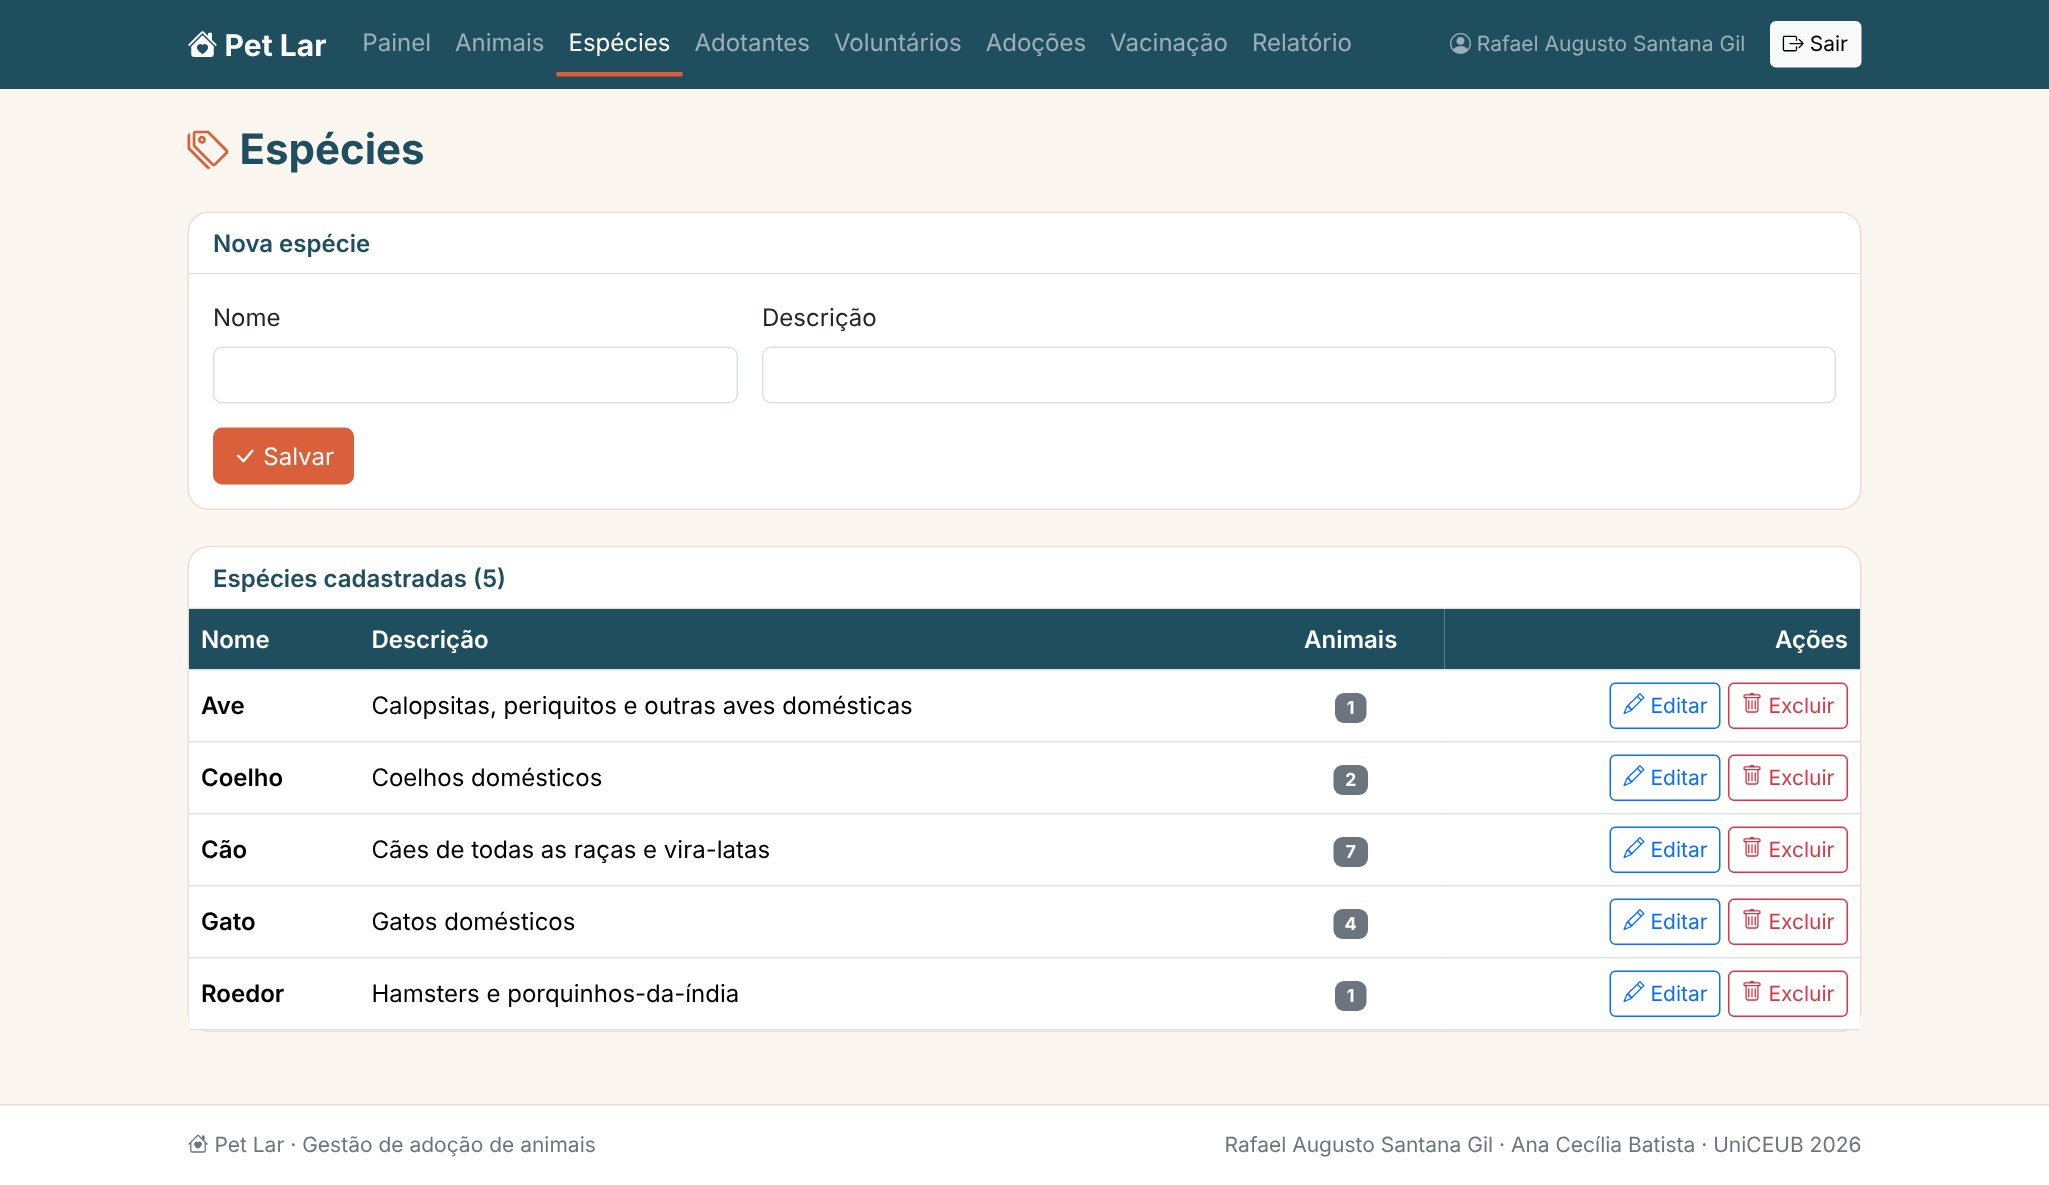 Pet Lar Painel Animais Espécies Adotantes Voluntários Adoções Vacinação Relatório Rafael Augusto Santana Gil Sair
Espécies
Nova espécie
Nome Descrição
Salvar
Espécies cadastradas (5)
Nome Descrição Animais Ações
Ave Calopsitas, periquitos e outras aves domésticas 1 Editar Excluir
Coelho Coelhos domésticos 2 Editar Excluir
Cão Cães de todas as raças e vira-latas 7 Editar Excluir
Gato Gatos domésticos 4 Editar Excluir
Roedor Hamsters e porquinhos-da-índia 1 Editar Excluir
Pet Lar · Gestão de adoção de animais Rafael Augusto Santana Gil · Ana Cecília Batista · UniCEUB 2026